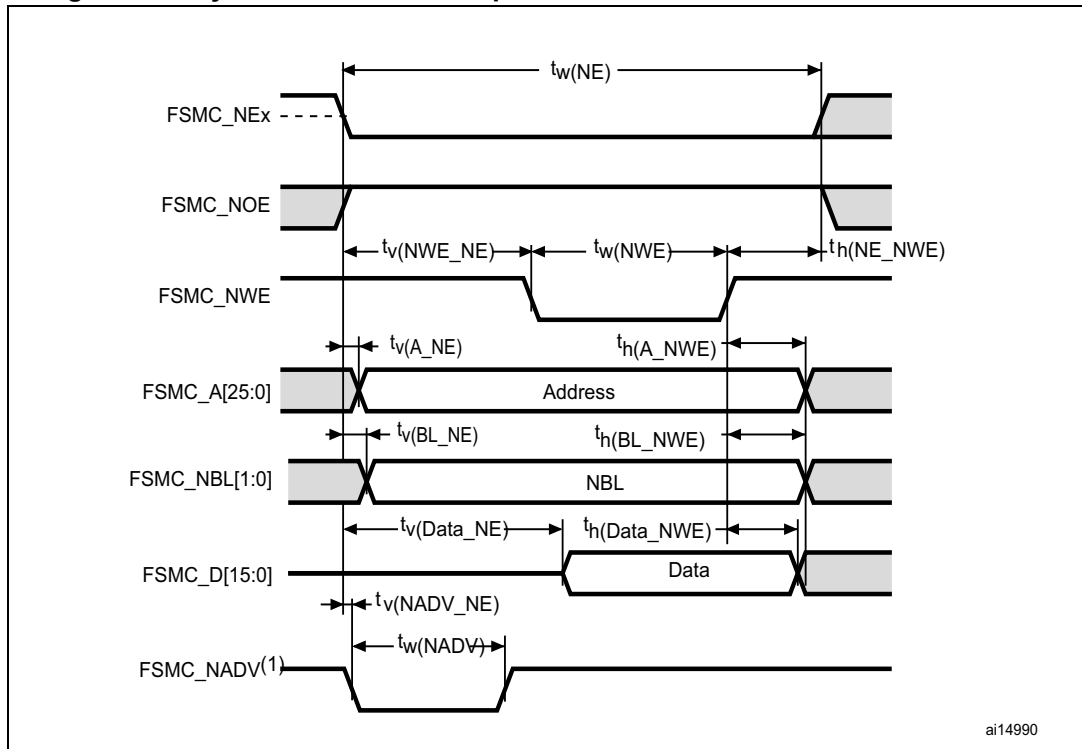 tw(NE)
FSMC_NEx
FSMC_NOE
tv(NWE_NE) tw(NWE) th(NE_NWE)
FSMC_NWE
tv(A_NE) th(A_NWE)
FSMC_A[25:0] Address
tv(BL_NE) th(BL_NWE)
FSMC_NBL[1:0] NBL
tv(Data_NE) th(Data_NWE)
FSMC_D[15:0] Data
tv(NADV_NE)
tw(NADV)
FSMC_NADV(1)
ai14990